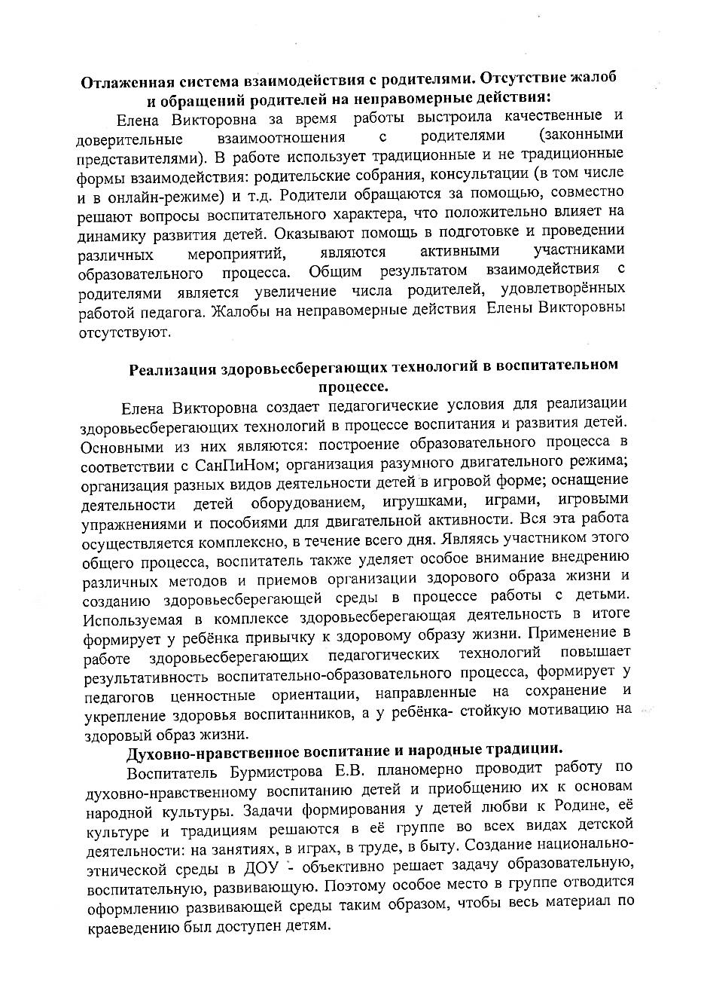 Отлаженная система взаимодействия с родителями. Отсутствие жалоб
и обращений родителей на неправомерные действия:
Елена Викторовна за время работы выстроила качественные и
доверительные взаимоотношения с родителями (законными
представителями). В работе использует традиционные и не традиционные
формы взаимодействия: родительские собрания, консультации (в том числе
и в онлайн-режиме) и т.д. Родители обращаются за помощью, совместно
решают вопросы воспитательного характера, что положительно влияет на
динамику развития детей. Оказывают помощь в подготовке и проведении
различных мероприятий, являются активными участниками
образовательного процесса. Общим результатом взаимодействия с
родителями является увеличение числа родителей, удовлетворённых
работой педагога. Жалобы на неправомерные действия Елены Викторовны
отсутствуют.
Реализация здоровьесберегающих технологий в воспитательном
процессе.
Елена Викторовна создает педагогические условия для реализации
здоровьесберегающих технологий в процессе воспитания и развития детей.
Основными из них являются: построение образовательного процесса в
соответствии с СанПиНом; организация разумного двигательного режима;
организация разных видов деятельности детей в игровой форме; оснащение
деятельности детей оборудованием, игрушками, играми, игровыми
упражнениями и пособиями для двигательной активности. Вся эта работа
осуществляется комплексно, в течение всего дня. Являясь участником этого
общего процесса, воспитатель также уделяет особое внимание внедрению
различных методов и приемов организации здорового образа жизни и
созданию здоровьесберегающей среды в процессе работы с детьми.
Используемая в комплексе здоровьесберегающая деятельность в итоге
формирует у ребёнка привычку к здоровому образу жизни. Применение в
работе здоровьесберегающих педагогических технологий повышает
результативность воспитательно-образовательного процесса, формирует у
педагогов ценностные ориентации, направленные на сохранение и
укрепление здоровья воспитанников, а у ребёнка- стойкую мотивацию на
здоровый образ жизни.
Духовно-нравственное воспитание и народные традиции.
Воспитатель Бурмистрова Е.В. планомерно проводит работу по
духовно-нравственному воспитанию детей и приобщению их к основам
народной культуры. Задачи формирования у детей любви к Родине, её
культуре и традициям решаются в её группе во всех видах детской
деятельности: на занятиях, в играх, в труде, в быту. Создание национально-
этнической среды в ДОУ - объективно решает задачу образовательную,
воспитательную, развивающую. Поэтому особое место в группе отводится
оформлению развивающей среды таким образом, чтобы весь материал по
краеведению был доступен детям.